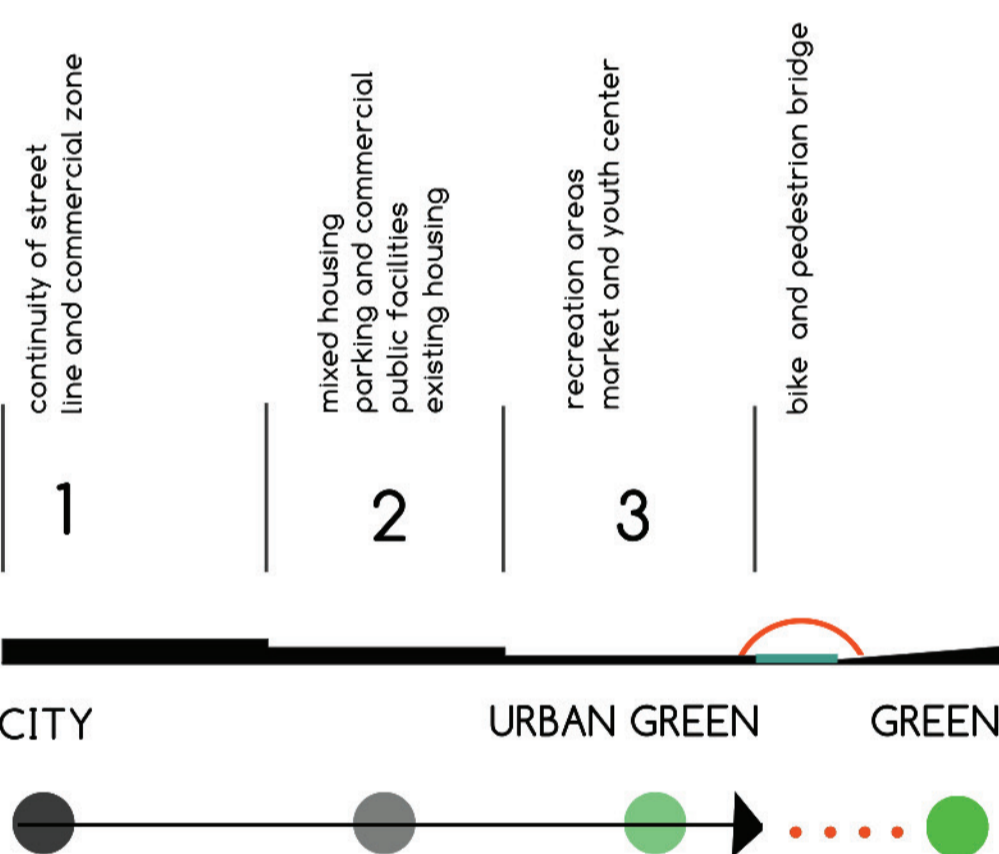 continuity of street
line and commercial zone
mixed housing
parking and commercial
public facilities
existing housing
recreation areas
market and youth center
bike and pedestrian bridge
1
2
3
CITY
URBAN GREEN
GREEN